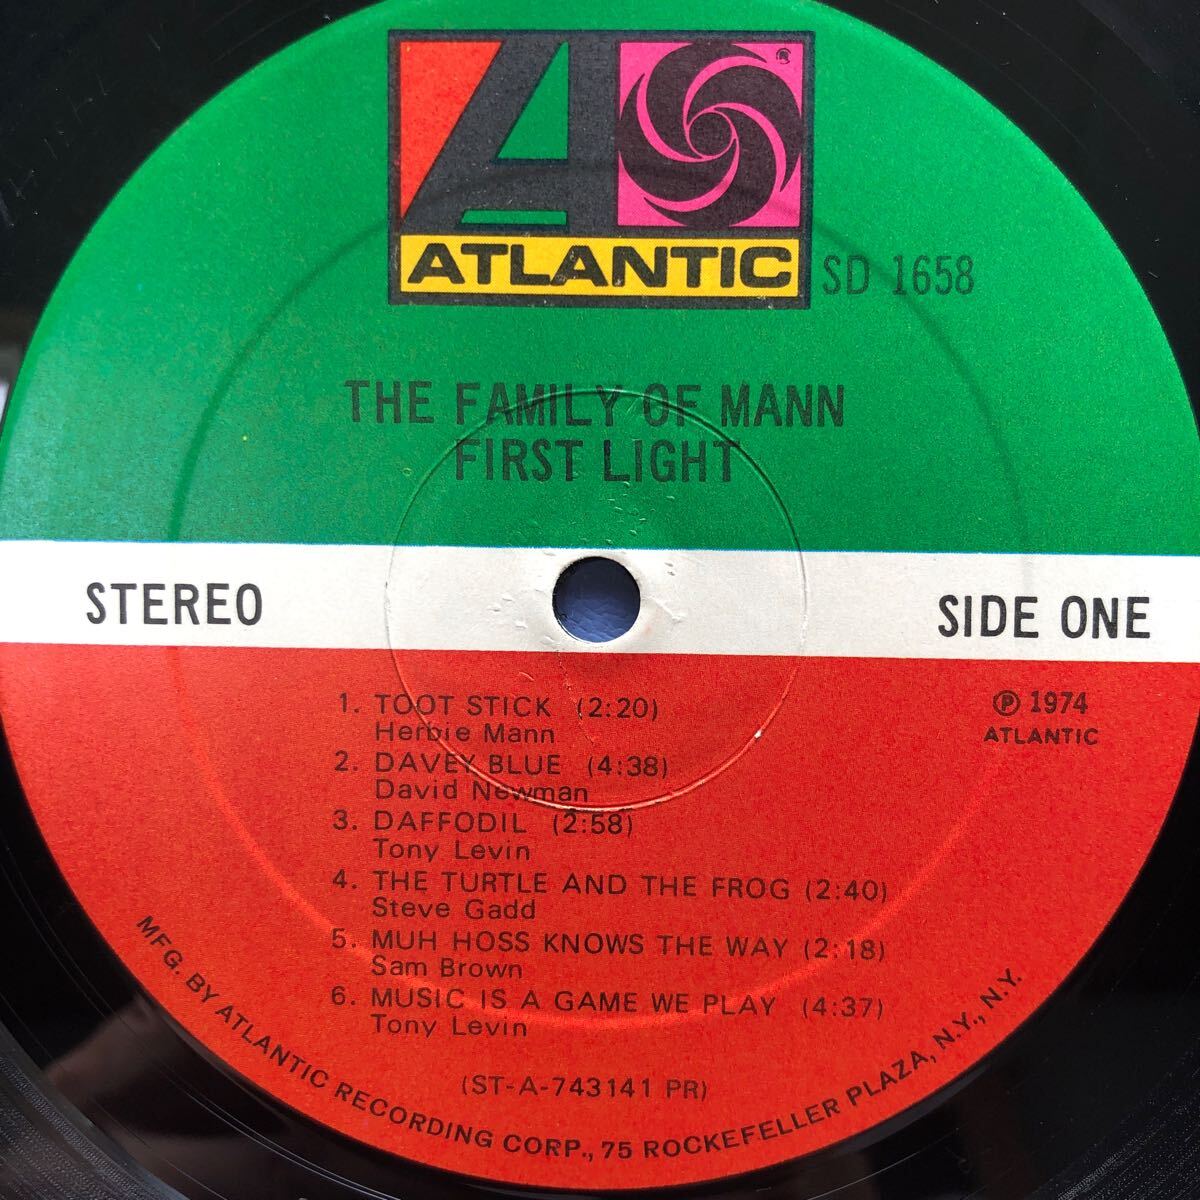 ATLANTIC
SD 1658
THE FAMILY OF MANN
FIRST LIGHT
STEREO
SIDE ONE
1. TOOT STICK (2:20)
Herbie Mann
2. DAVEY BLUE (4:38)
David Newman
3. DAFFODIL (2:58)
Tony Levin
4. THE TURTLE AND THE FROG (2:40)
Steve Gadd
5. MUH HOSS KNOWS THE WAY (2:18)
Sam Brown
6. MUSIC IS A GAME WE PLAY (4:37)
Tony Levin
℗ 1974
ATLANTIC
(ST-A-743141 PR)
MFG. BY ATLANTIC RECORDING CORP., 75 ROCKEFELLER PLAZA, N.Y., N.Y.